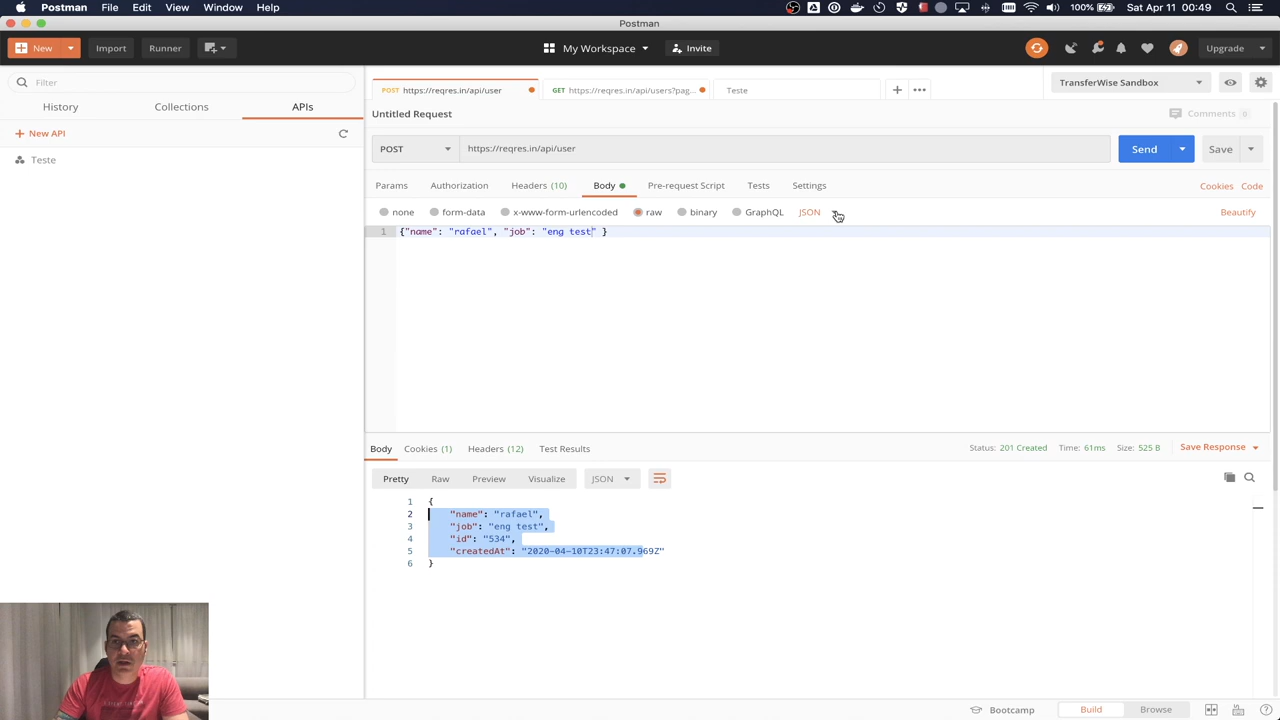 Postman File Edit View Window Help
100% Sat Apr 11 00:49
Postman
New Import Runner
My Workspace Invite
Upgrade
Filter
History Collections APIs
New API
Teste
POST https://reqres.in/api/user
GET https://reqres.in/api/users?pag...
Teste
TransferWise Sandbox
Untitled Request
Comments 0
POST https://reqres.in/api/user
Send Save
Params Authorization Headers (10) Body Pre-request Script Tests Settings
Cookies Code
none form-data x-www-form-urlencoded raw binary GraphQL JSON
Beautify
1 {"name": "rafael", "job": "eng test" }
Body Cookies (1) Headers (12) Test Results
Status: 201 Created Time: 61ms Size: 525 B Save Response
Pretty Raw Preview Visualize JSON
1 {
2 "name": "rafael",
3 "job": "eng test",
4 "id": "534",
5 "createdAt": "2020-04-10T23:47:07.969Z"
6 }
Bootcamp Build Browse